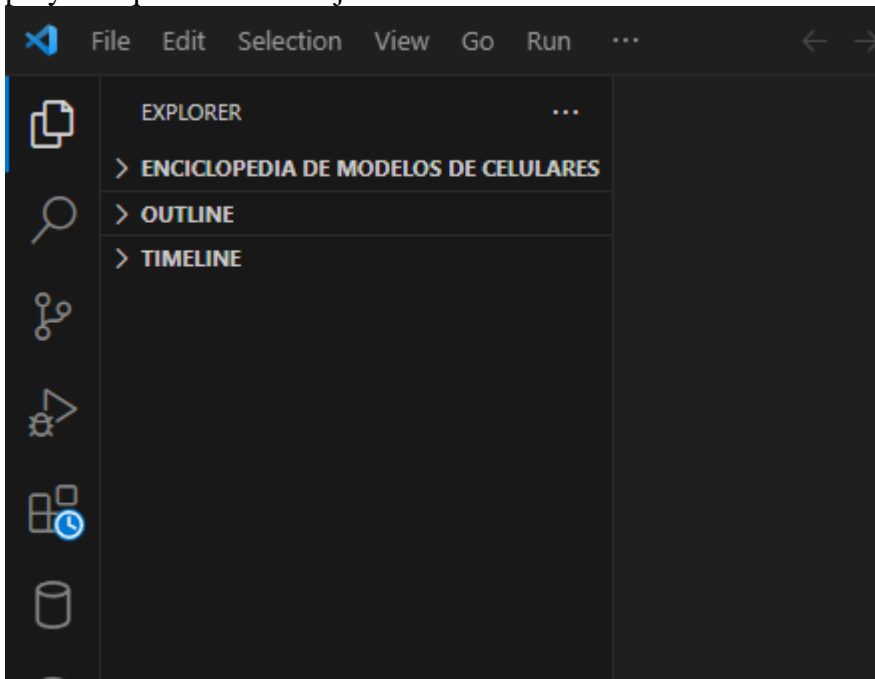 File Edit Selection View Go Run ...
EXPLORER ...
ENCICLOPEDIA DE MODELOS DE CELULARES
OUTLINE
TIMELINE